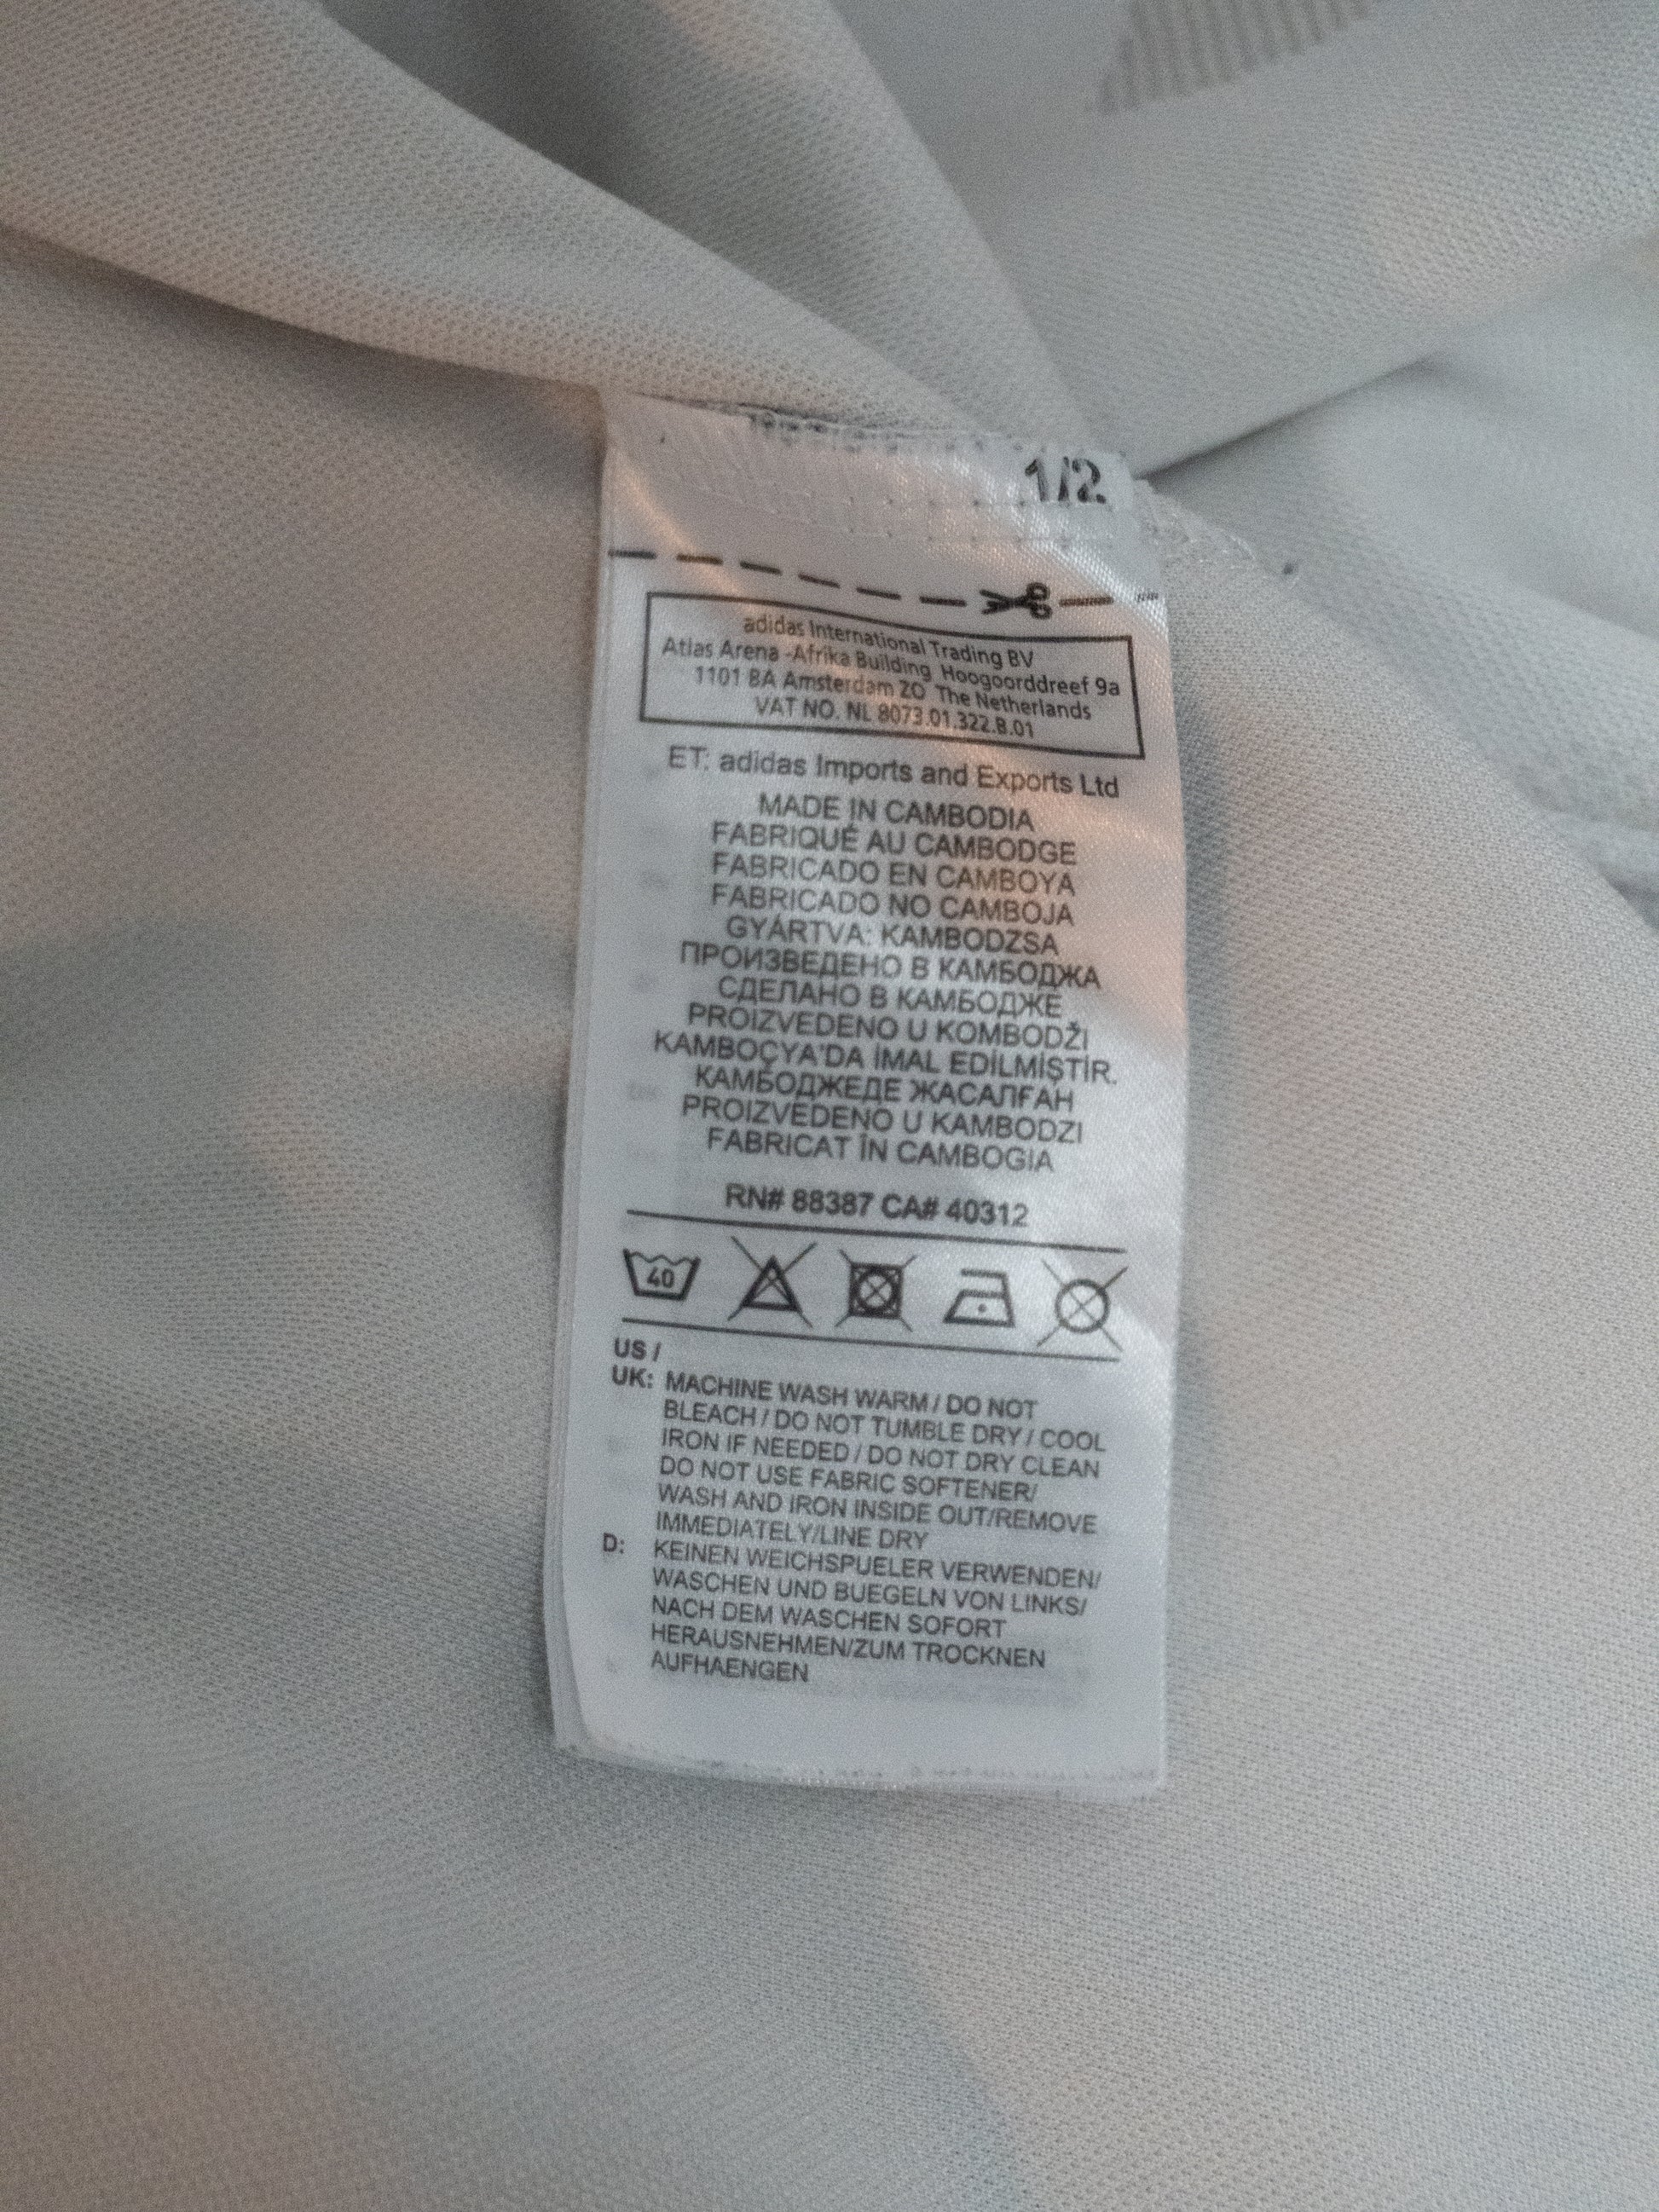 1/2
adidas International Trading BV
Atlas Arena -Afrika Building Hoogoorddreef 9a
1101 BA Amsterdam ZO The Netherlands
VAT NO. NL 8073.01.322.B.01
ET: adidas Imports and Exports Ltd
MADE IN CAMBODIA
FABRIQUÉ AU CAMBODGE
FABRICADO EN CAMBOYA
FABRICADO NO CAMBOJA
GYÁRTVA: KAMBODZSA
ПРОИЗВЕДЕНО В КАМБОДЖА
СДЕЛАНО В КАМБОДЖЕ
PROIZVEDENO U KOMBODŽI
KAMBOÇYA'DA İMAL EDİLMİŞTİR.
КАМБОДЖЕДЕ ЖАСАЛҒАН
PROIZVEDENO U KAMBODZI
FABRICAT ÎN CAMBOGIA
RN# 88387 CA# 40312
40
US /
UK: MACHINE WASH WARM / DO NOT
BLEACH / DO NOT TUMBLE DRY / COOL
IRON IF NEEDED / DO NOT DRY CLEAN
DO NOT USE FABRIC SOFTENER/
WASH AND IRON INSIDE OUT/REMOVE
IMMEDIATELY/LINE DRY
D: KEINEN WEICHSPUELER VERWENDEN/
WASCHEN UND BUEGELN VON LINKS/
NACH DEM WASCHEN SOFORT
HERAUSNEHMEN/ZUM TROCKNEN
AUFHAENGEN